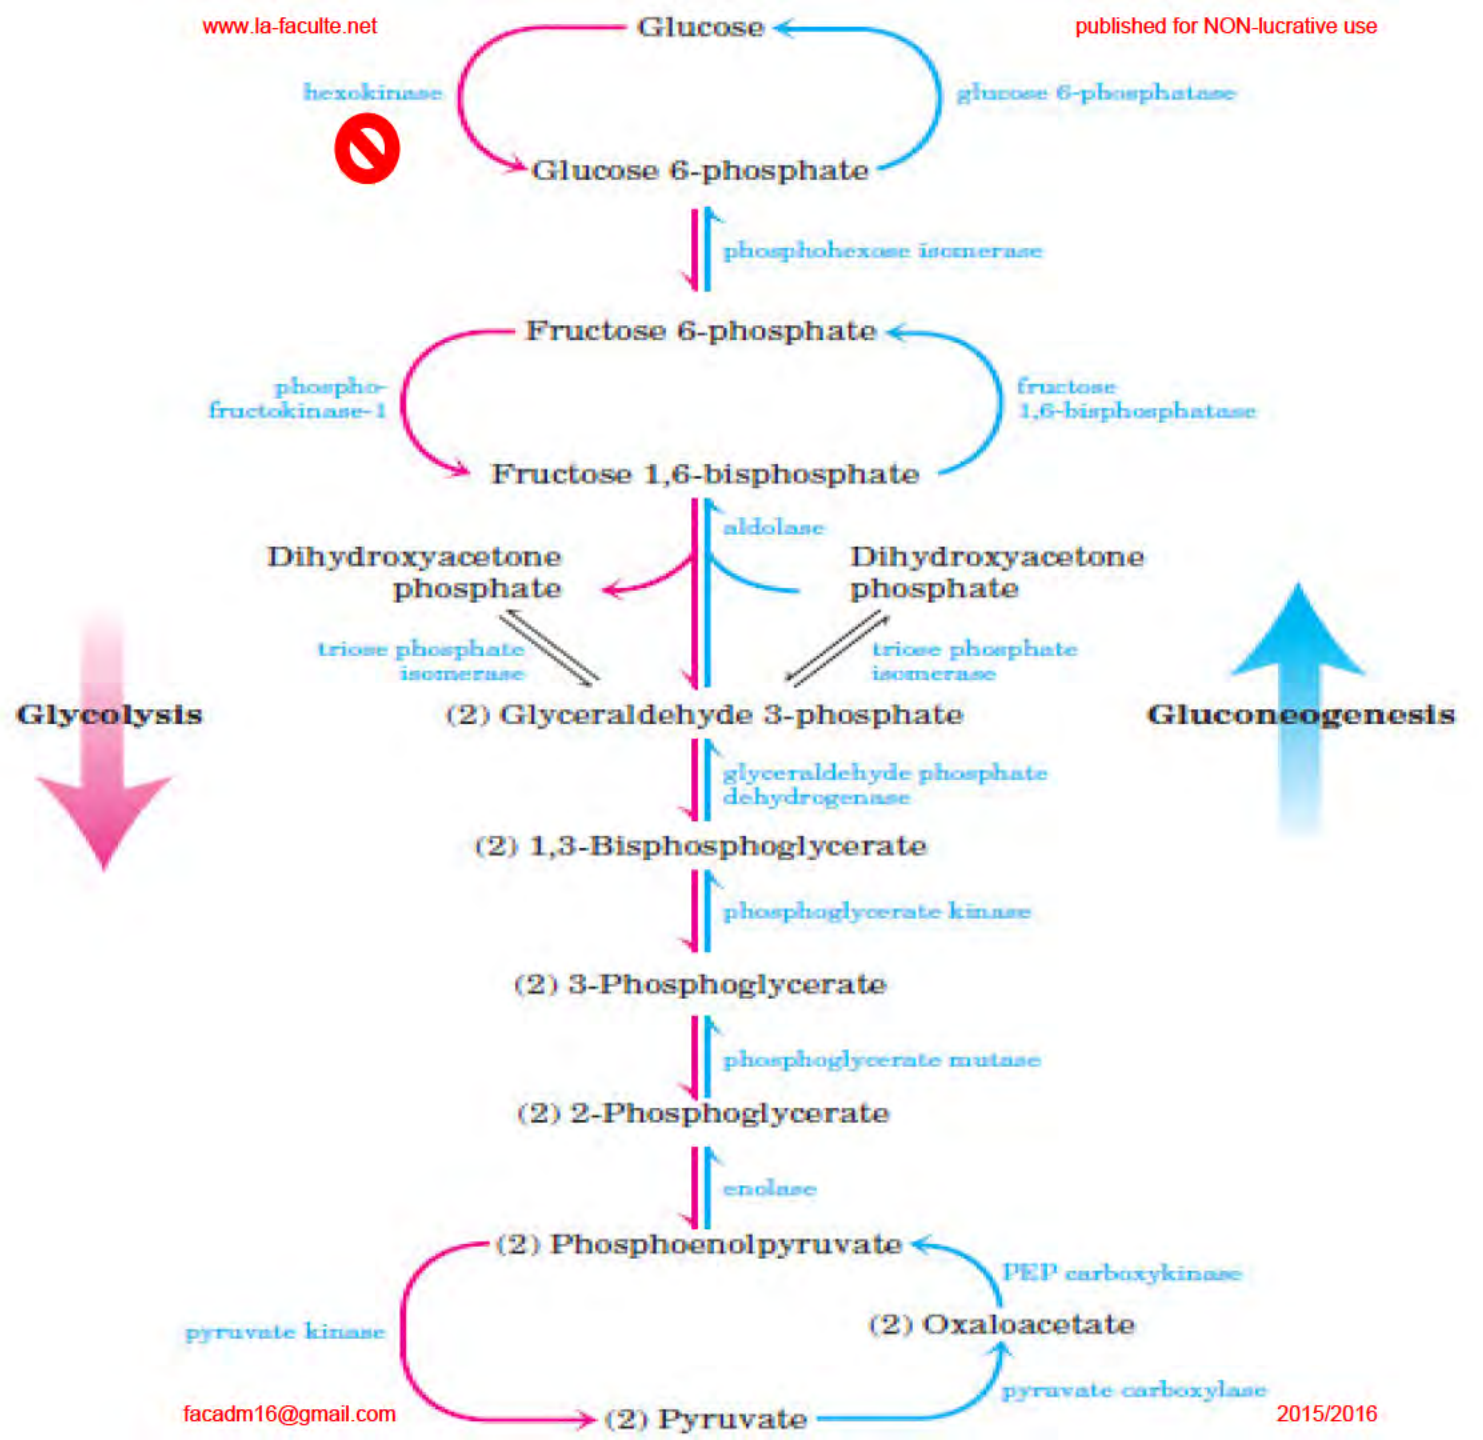 www.la-faculte.net
published for NON-lucrative use
Glucose
hexokinase
glucose 6-phosphatase
Glucose 6-phosphate
phosphohexose isomerase
Fructose 6-phosphate
phospho-
fructokinase-1
fructose
1,6-bisphosphatase
Fructose 1,6-bisphosphate
aldolase
Dihydroxyacetone
phosphate
Dihydroxyacetone
phosphate
triose phosphate
isomerase
triose phosphate
isomerase
Glycolysis
(2) Glyceraldehyde 3-phosphate
Gluconeogenesis
glyceraldehyde phosphate
dehydrogenase
(2) 1,3-Bisphosphoglycerate
phosphoglycerate kinase
(2) 3-Phosphoglycerate
phosphoglycerate mutase
(2) 2-Phosphoglycerate
enolase
(2) Phosphoenolpyruvate
PEP carboxykinase
(2) Oxaloacetate
pyruvate kinase
pyruvate carboxylase
(2) Pyruvate
facadm16@gmail.com
2015/2016